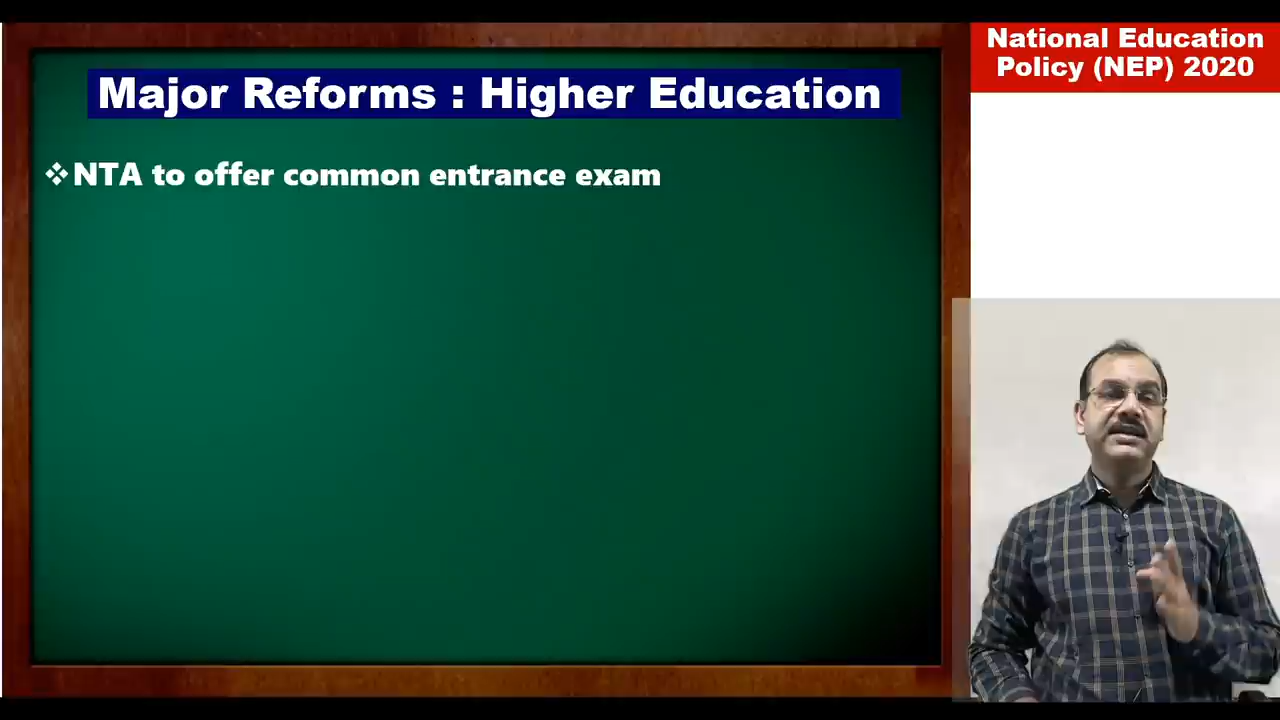 National Education
Policy (NEP) 2020
Major Reforms : Higher Education
❖NTA to offer common entrance exam